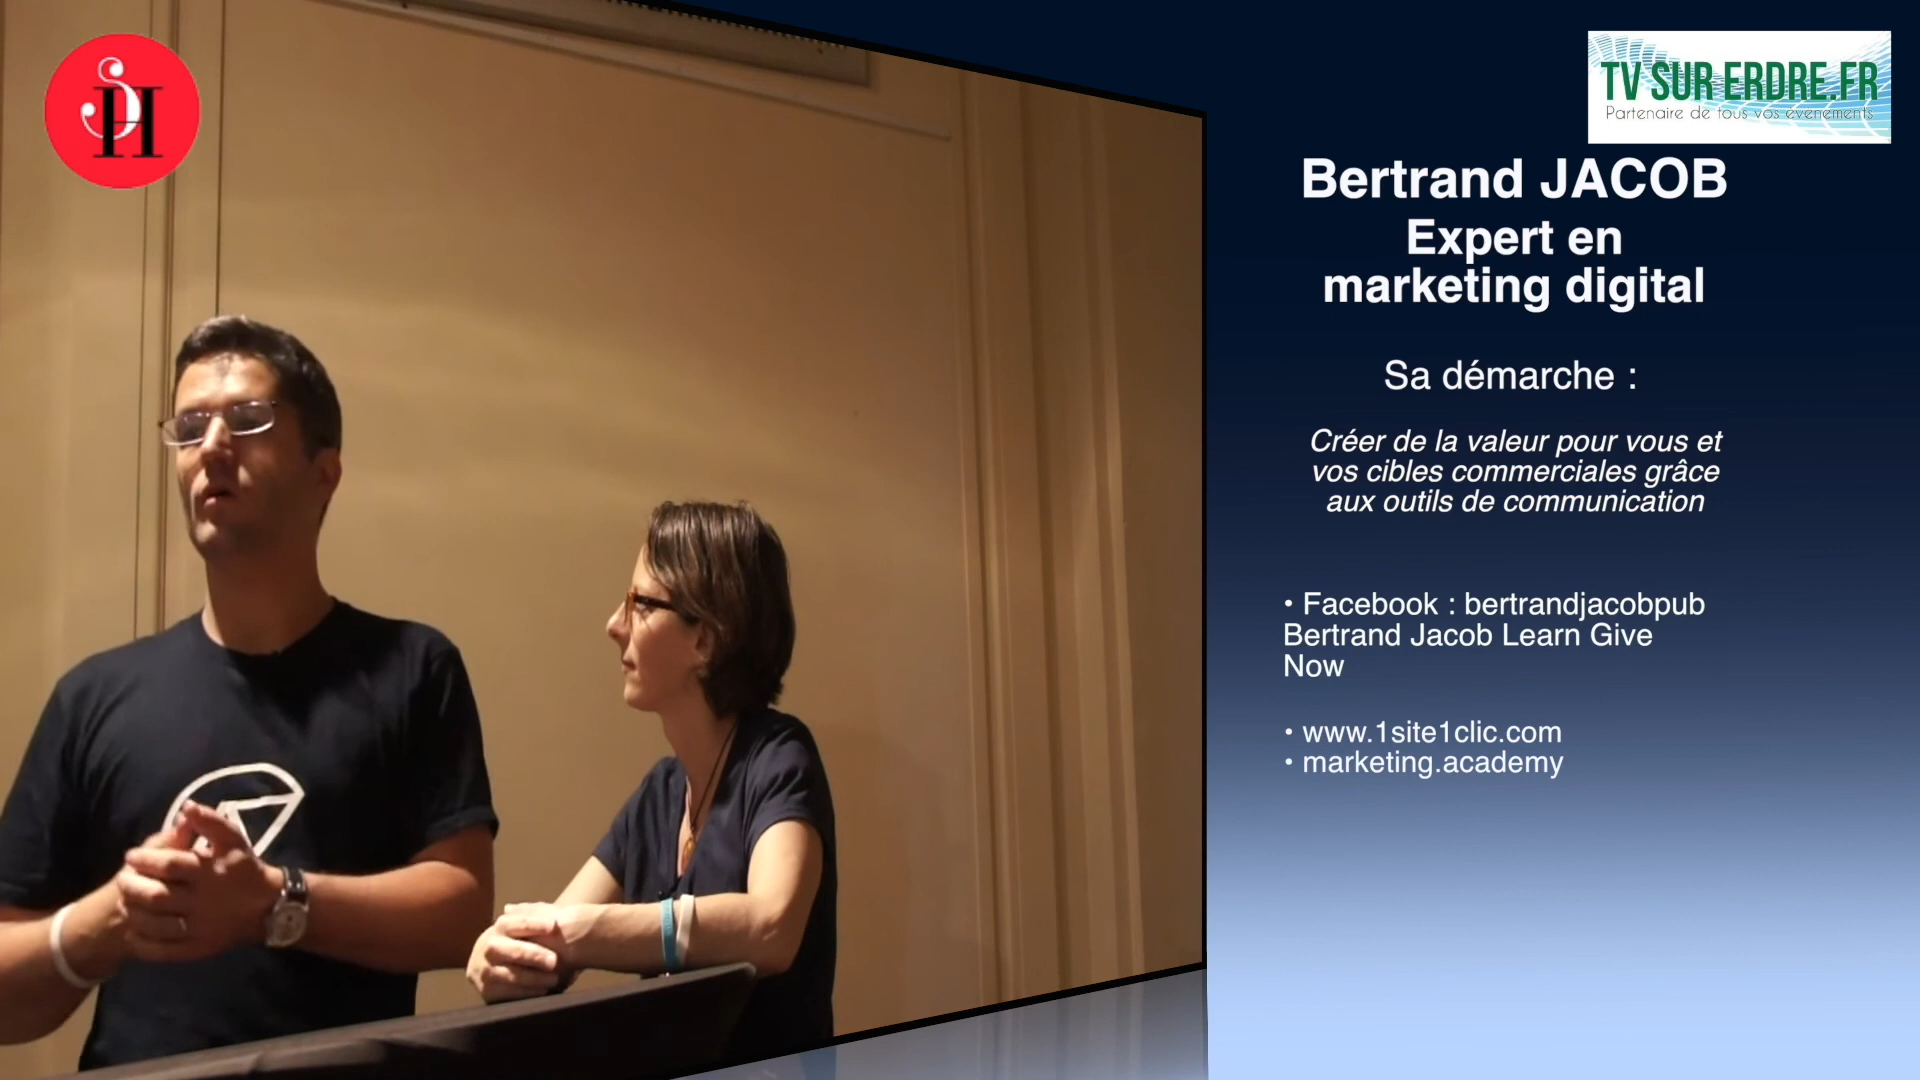 SH
TV SUR ERDRE.FR
Partenaire de tous vos événements
Bertrand JACOB
Expert en
marketing digital
Sa démarche :
Créer de la valeur pour vous et
vos cibles commerciales grâce
aux outils de communication
• Facebook : bertrandjacobpub
Bertrand Jacob Learn Give
Now
• www.1site1clic.com
• marketing.academy